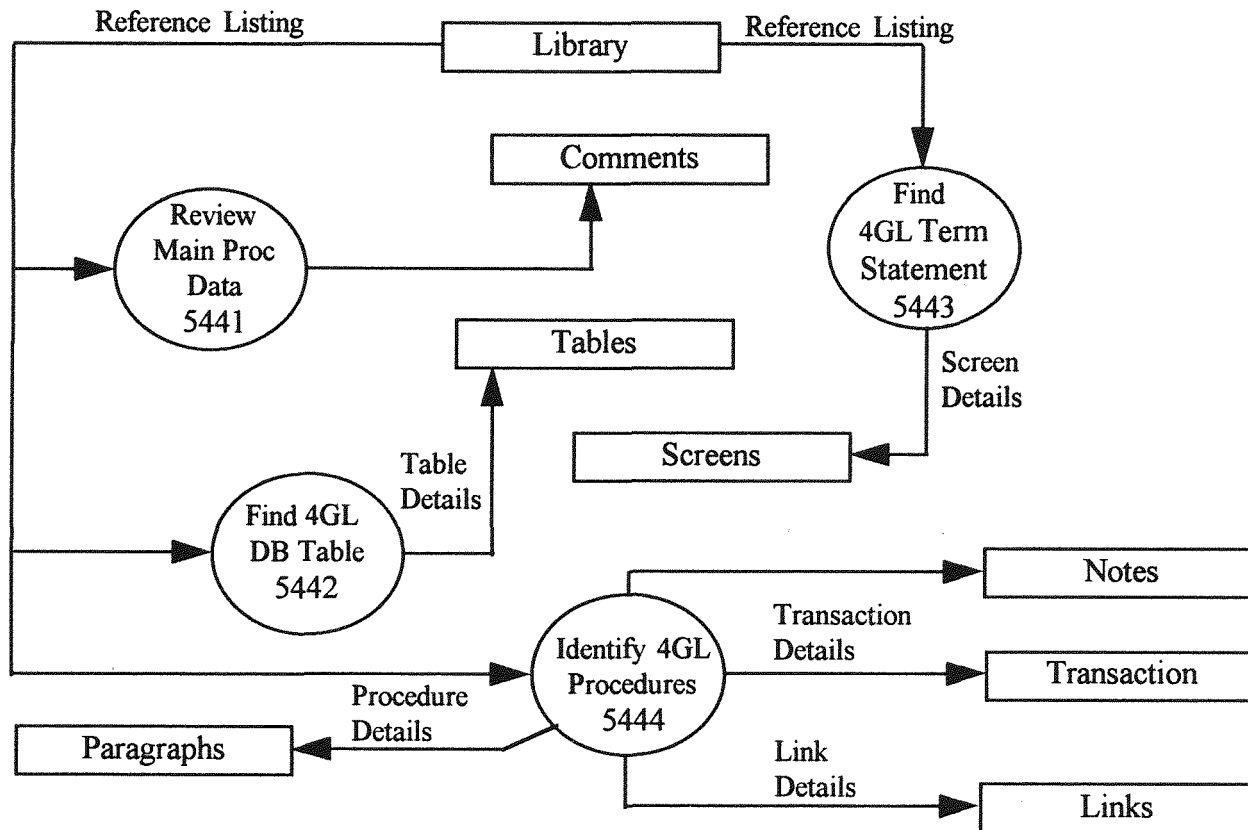 Reference Listing
Library
Reference Listing
Comments
Review
Main Proc
Data
5441
Find
4GL Term
Statement
5443
Tables
Screen
Details
Screens
Table
Details
Find 4GL
DB Table
5442
Notes
Transaction
Details
Identify 4GL
Procedures
5444
Transaction
Procedure
Details
Paragraphs
Link
Details
Links